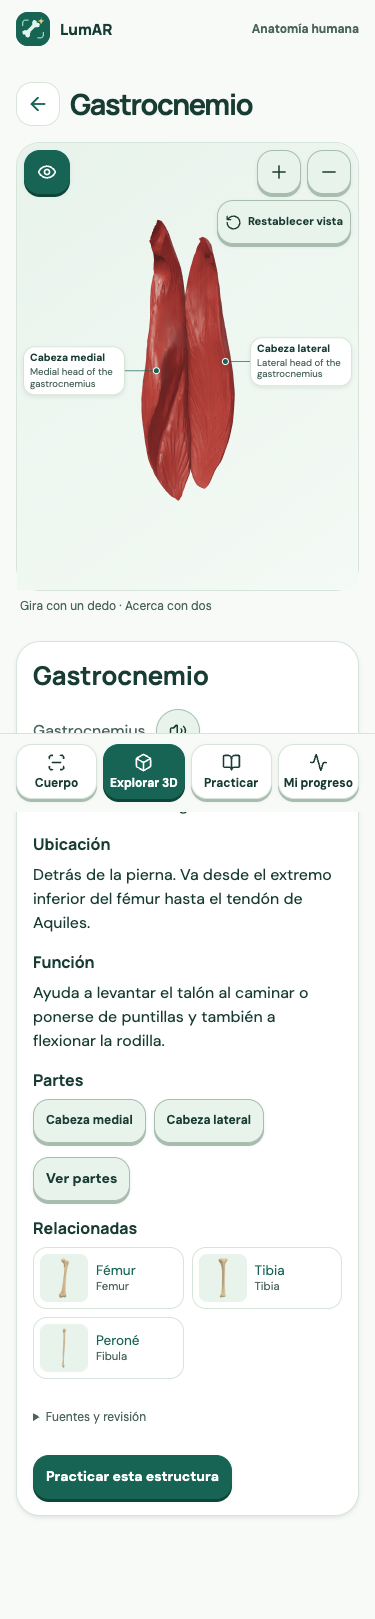 LumAR
Anatomía humana
Gastrocnemio
Restablecer vista
Cabeza medial
Medial head of the
gastrocnemius
Cabeza lateral
Lateral head of the
gastrocnemius
Gira con un dedo · Acerca con dos
Gastrocnemio
Gastrocnemius
Cuerpo
Explorar 3D
Practicar
Mi progreso
Ubicación
Detrás de la pierna. Va desde el extremo
inferior del fémur hasta el tendón de
Aquiles.
Función
Ayuda a levantar el talón al caminar o
ponerse de puntillas y también a
flexionar la rodilla.
Partes
Cabeza medial
Cabeza lateral
Ver partes
Relacionadas
Fémur
Femur
Tibia
Tibia
Peroné
Fibula
Fuentes y revisión
Practicar esta estructura